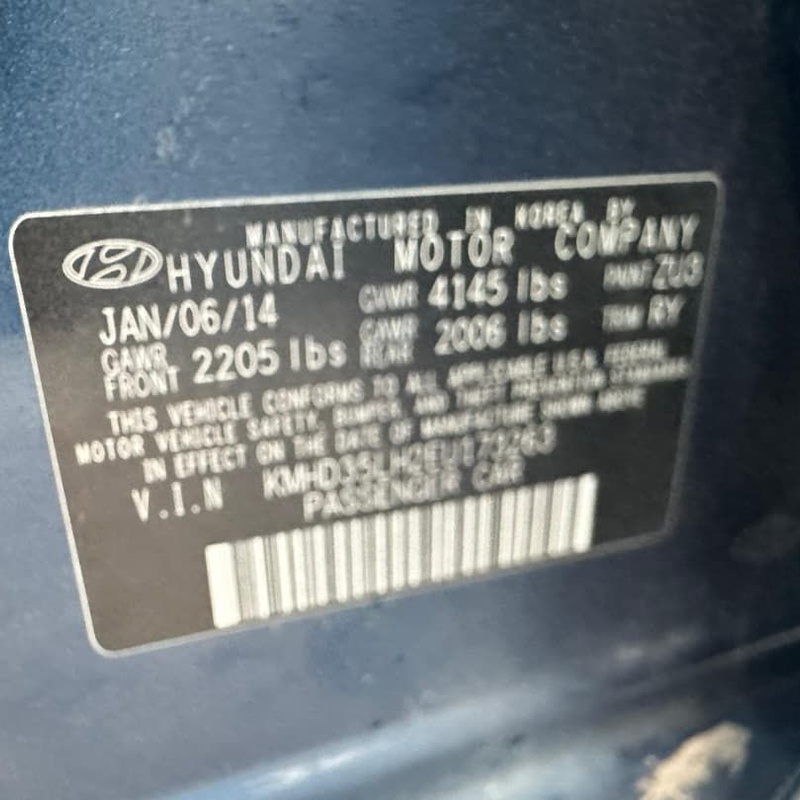 MANUFACTURED IN KOREA BY
HYUNDAI MOTOR COMPANY
JAN/06/14 GVWR 4145 lbs PAINT ZU3
GAWR FRONT 2205 lbs GAWR REAR 2006 lbs TRIM RY
THIS VEHICLE CONFORMS TO ALL APPLICABLE U.S.A. FEDERAL
MOTOR VEHICLE SAFETY, BUMPER, AND THEFT PREVENTION STANDARDS
IN EFFECT ON THE DATE OF MANUFACTURE SHOWN ABOVE
V.I.N
PASSENGER CAR